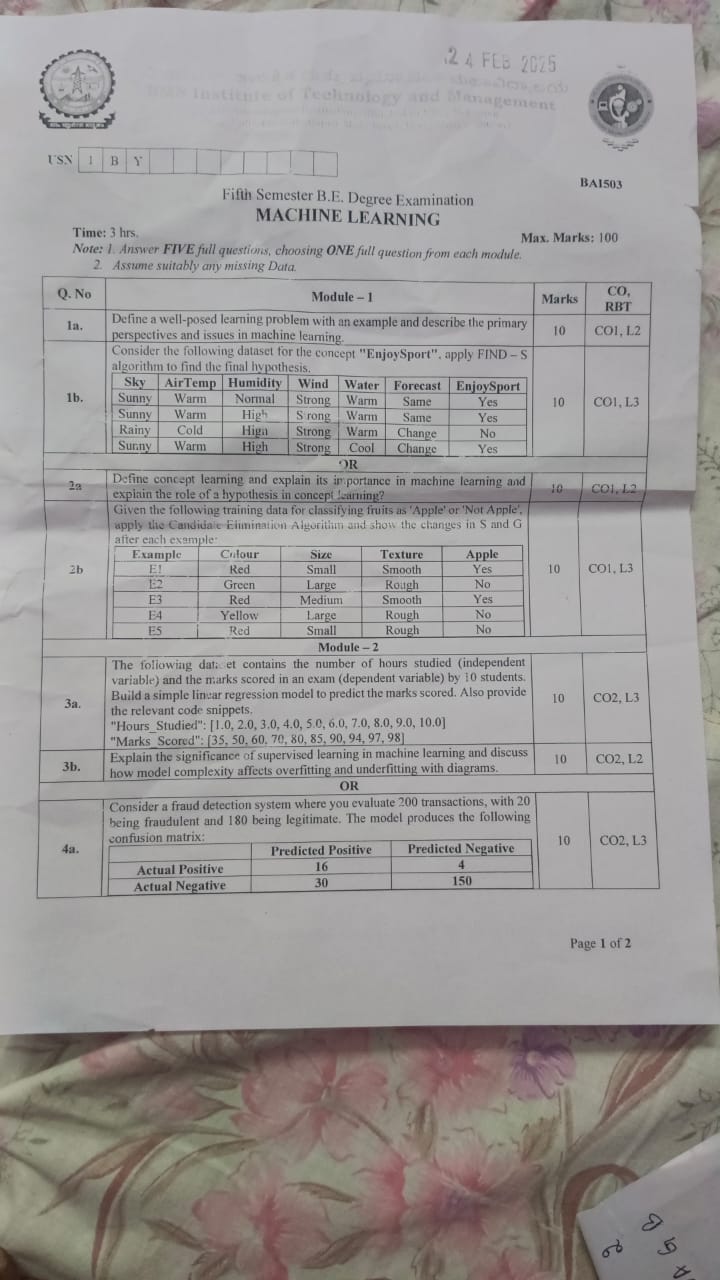 24 FEB 2025
BMS Institute of Technology and Management
USN 1 B Y
BAI503
Fifth Semester B.E. Degree Examination
MACHINE LEARNING
Time: 3 hrs.
Max. Marks: 100
Note: 1. Answer FIVE full questions, choosing ONE full question from each module.
2. Assume suitably any missing Data.
Q. No Module – 1 Marks CO, RBT
1a. Define a well-posed learning problem with an example and describe the primary
perspectives and issues in machine learning. 10 CO1, L2
Consider the following dataset for the concept "EnjoySport", apply FIND – S
algorithm to find the final hypothesis.
1b. 10 CO1, L3
Sky AirTemp Humidity Wind Water Forecast EnjoySport
Sunny Warm Normal Strong Warm Same Yes
Sunny Warm High Strong Warm Same Yes
Rainy Cold High Strong Warm Change No
Sunny Warm High Strong Cool Change Yes
OR
2a Define concept learning and explain its importance in machine learning and
explain the role of a hypothesis in concept learning? 10 CO1, L2
Given the following training data for classifying fruits as 'Apple' or 'Not Apple',
apply the Candidate Elimination Algorithm and show the changes in S and G
after each example:
2b 10 CO1, L3
Example Colour Size Texture Apple
E1 Red Small Smooth Yes
E2 Green Large Rough No
E3 Red Medium Smooth Yes
E4 Yellow Large Rough No
E5 Red Small Rough No
Module – 2
The following dataset contains the number of hours studied (independent
variable) and the marks scored in an exam (dependent variable) by 10 students.
3a. Build a simple linear regression model to predict the marks scored. Also provide 10 CO2, L3
the relevant code snippets.
"Hours_Studied": [1.0, 2.0, 3.0, 4.0, 5.0, 6.0, 7.0, 8.0, 9.0, 10.0]
"Marks_Scored": [35, 50, 60, 70, 80, 85, 90, 94, 97, 98]
3b. Explain the significance of supervised learning in machine learning and discuss
how model complexity affects overfitting and underfitting with diagrams. 10 CO2, L2
OR
Consider a fraud detection system where you evaluate 200 transactions, with 20
being fraudulent and 180 being legitimate. The model produces the following
confusion matrix:
4a. 10 CO2, L3
Predicted Positive Predicted Negative
Actual Positive 16 4
Actual Negative 30 150
Page 1 of 2